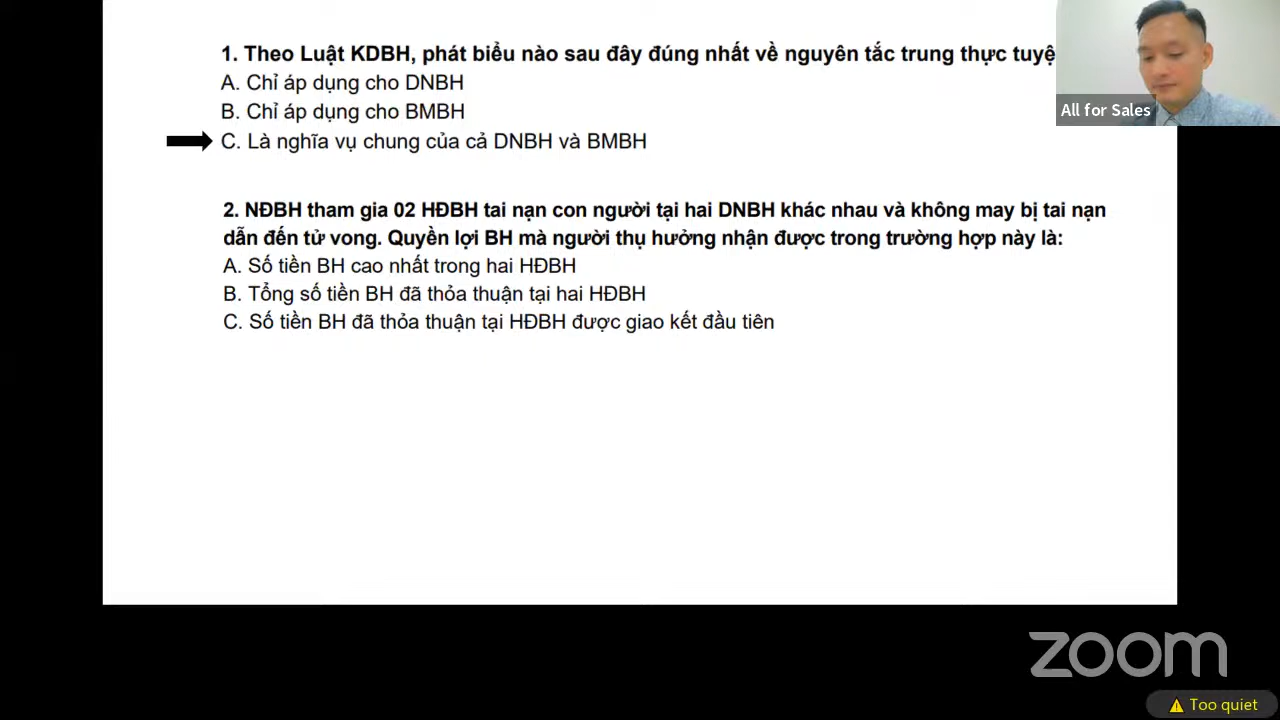 1. Theo Luật KDBH, phát biểu nào sau đây đúng nhất về nguyên tắc trung thực
A. Chỉ áp dụng cho DNBH
B. Chỉ áp dụng cho BMBH
C. Là nghĩa vụ chung của cả DNBH và BMBH
2. NĐBH tham gia 02 HĐBH tai nạn con người tại hai DNBH khác nhau và không may bị tai nạn
dẫn đến tử vong. Quyền lợi BH mà người thụ hưởng nhận được trong trường hợp này là:
A. Số tiền BH cao nhất trong hai HĐBH
B. Tổng số tiền BH đã thỏa thuận tại hai HĐBH
C. Số tiền BH đã thỏa thuận tại HĐBH được giao kết đầu tiên
All for Sales
zoom
Too quiet